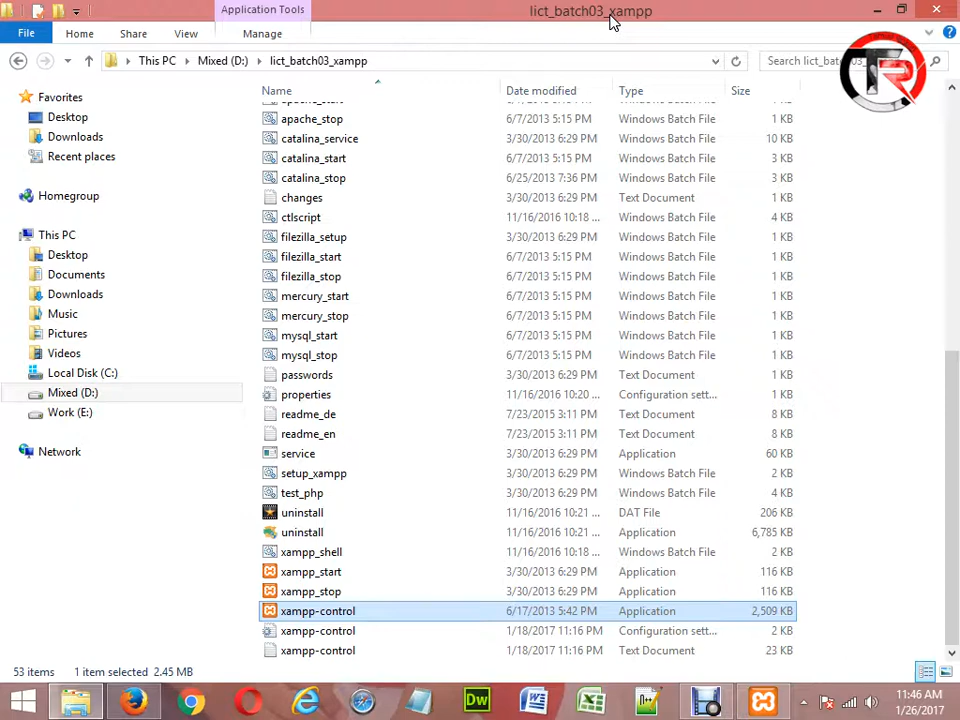 Application Tools
lict_batch03_xampp
File
Home
Share
View
Manage
This PC
Mixed (D:)
lict_batch03_xampp
Search lict_batch03_
TR
Name
Date modified
Type
Size
Favorites
Desktop
Downloads
Recent places
Homegroup
This PC
Desktop
Documents
Downloads
Music
Pictures
Videos
Local Disk (C:)
Mixed (D:)
Work (E:)
Network
apache_stop 6/7/2013 5:15 PM Windows Batch File 1 KB
catalina_service 3/30/2013 6:29 PM Windows Batch File 10 KB
catalina_start 6/7/2013 5:15 PM Windows Batch File 3 KB
catalina_stop 6/25/2013 7:36 PM Windows Batch File 3 KB
changes 3/30/2013 6:29 PM Text Document 1 KB
ctlscript 11/16/2016 10:18 ... Windows Batch File 4 KB
filezilla_setup 3/30/2013 6:29 PM Windows Batch File 1 KB
filezilla_start 6/7/2013 5:15 PM Windows Batch File 1 KB
filezilla_stop 6/7/2013 5:15 PM Windows Batch File 1 KB
mercury_start 6/7/2013 5:15 PM Windows Batch File 1 KB
mercury_stop 6/7/2013 5:15 PM Windows Batch File 1 KB
mysql_start 6/7/2013 5:15 PM Windows Batch File 1 KB
mysql_stop 6/7/2013 5:15 PM Windows Batch File 1 KB
passwords 3/30/2013 6:29 PM Text Document 1 KB
properties 11/16/2016 10:20 ... Configuration sett... 1 KB
readme_de 7/23/2015 3:11 PM Text Document 8 KB
readme_en 7/23/2015 3:11 PM Text Document 8 KB
service 3/30/2013 6:29 PM Application 60 KB
setup_xampp 3/30/2013 6:29 PM Windows Batch File 2 KB
test_php 3/30/2013 6:29 PM Windows Batch File 4 KB
uninstall 11/16/2016 10:21 ... DAT File 206 KB
uninstall 11/16/2016 10:21 ... Application 6,785 KB
xampp_shell 11/16/2016 10:18 ... Windows Batch File 2 KB
xampp_start 3/30/2013 6:29 PM Application 116 KB
xampp_stop 3/30/2013 6:29 PM Application 116 KB
xampp-control 6/17/2013 5:42 PM Application 2,509 KB
xampp-control 1/18/2017 11:16 PM Configuration sett... 2 KB
xampp-control 1/18/2017 11:16 PM Text Document 23 KB
53 items 1 item selected 2.45 MB
Dw
11:46 AM
1/26/2017